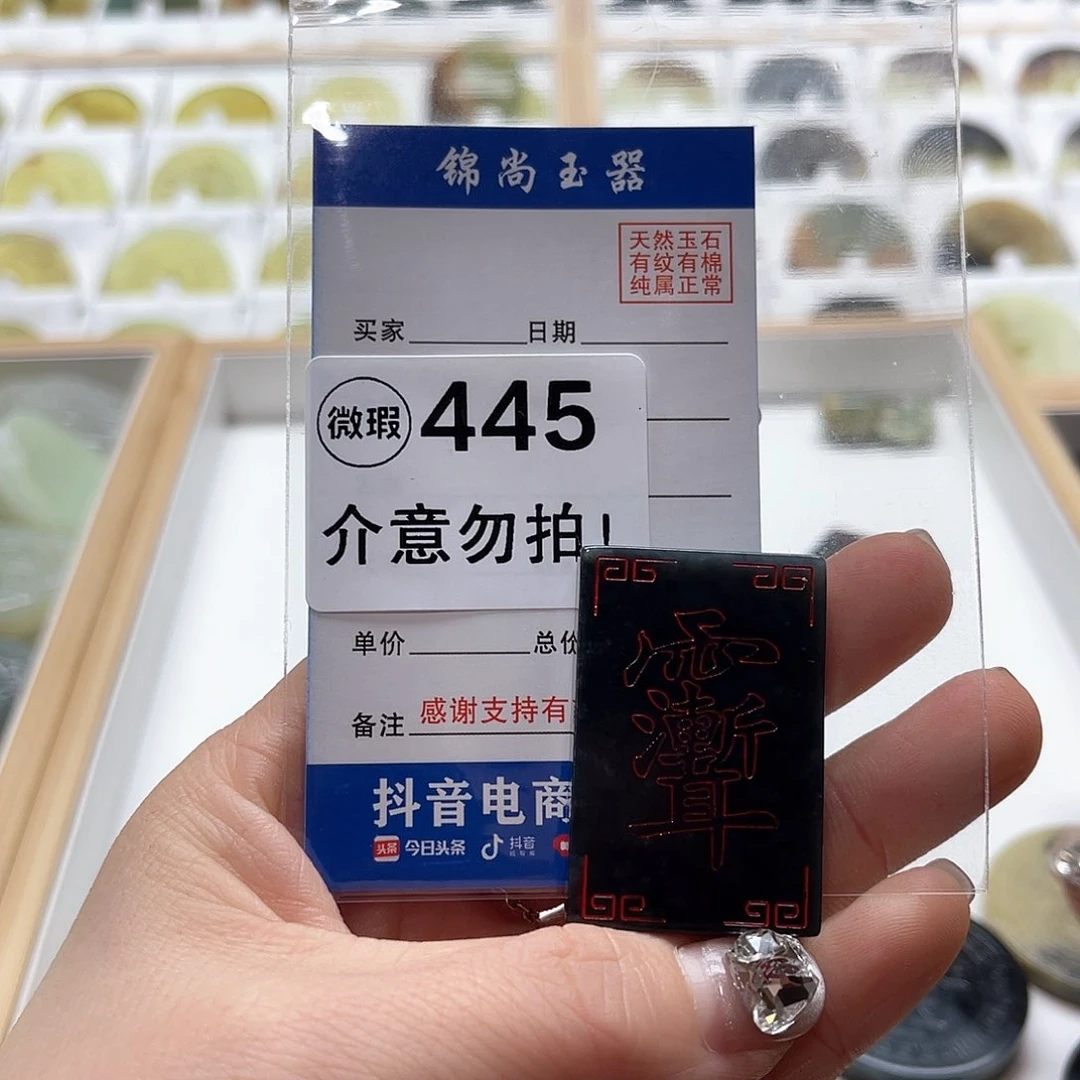 锦尚玉器
天然玉石
有纹有棉
纯属正常
买家 日期
微瑕 445
介意勿拍!
单价 总价
备注 感谢支持有
抖音电商
头条 今日头条 抖音